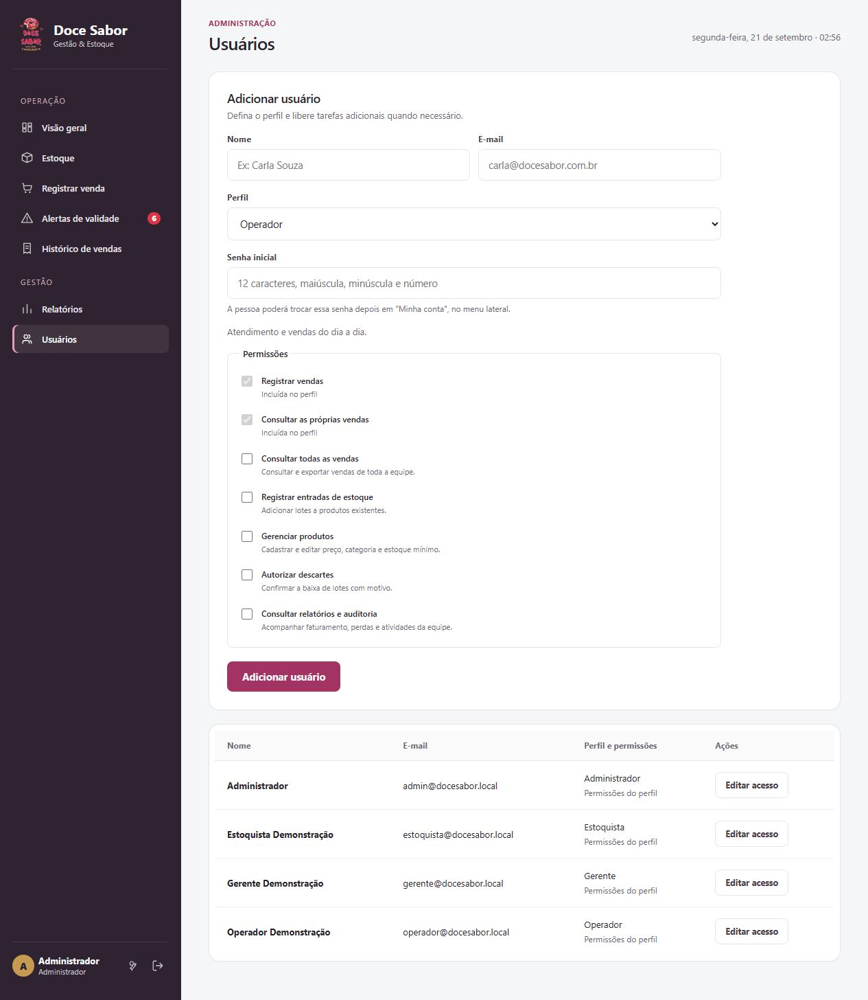 DOCE
SABOR
CONFEITARIA
Doce Sabor
Gestão & Estoque
OPERAÇÃO
Visão geral
Estoque
Registrar venda
Alertas de validade 6
Histórico de vendas
GESTÃO
Relatórios
Usuários
A
Administrador
Administrador
ADMINISTRAÇÃO
Usuários
segunda-feira, 21 de setembro · 02:56
Adicionar usuário
Defina o perfil e libere tarefas adicionais quando necessário.
Nome E-mail
Ex: Carla Souza carla@docesabor.com.br
Perfil
Operador
Senha inicial
12 caracteres, maiúscula, minúscula e número
A pessoa poderá trocar essa senha depois em "Minha conta", no menu lateral.
Atendimento e vendas do dia a dia.
Permissões
Registrar vendas
Incluída no perfil
Consultar as próprias vendas
Incluída no perfil
Consultar todas as vendas
Consultar e exportar vendas de toda a equipe.
Registrar entradas de estoque
Adicionar lotes a produtos existentes.
Gerenciar produtos
Cadastrar e editar preço, categoria e estoque mínimo.
Autorizar descartes
Confirmar a baixa de lotes com motivo.
Consultar relatórios e auditoria
Acompanhar faturamento, perdas e atividades da equipe.
Adicionar usuário
Nome E-mail Perfil e permissões Ações
Administrador admin@docesabor.local Administrador Editar acesso
Permissões do perfil
Estoquista Demonstração estoquista@docesabor.local Estoquista Editar acesso
Permissões do perfil
Gerente Demonstração gerente@docesabor.local Gerente Editar acesso
Permissões do perfil
Operador Demonstração operador@docesabor.local Operador Editar acesso
Permissões do perfil